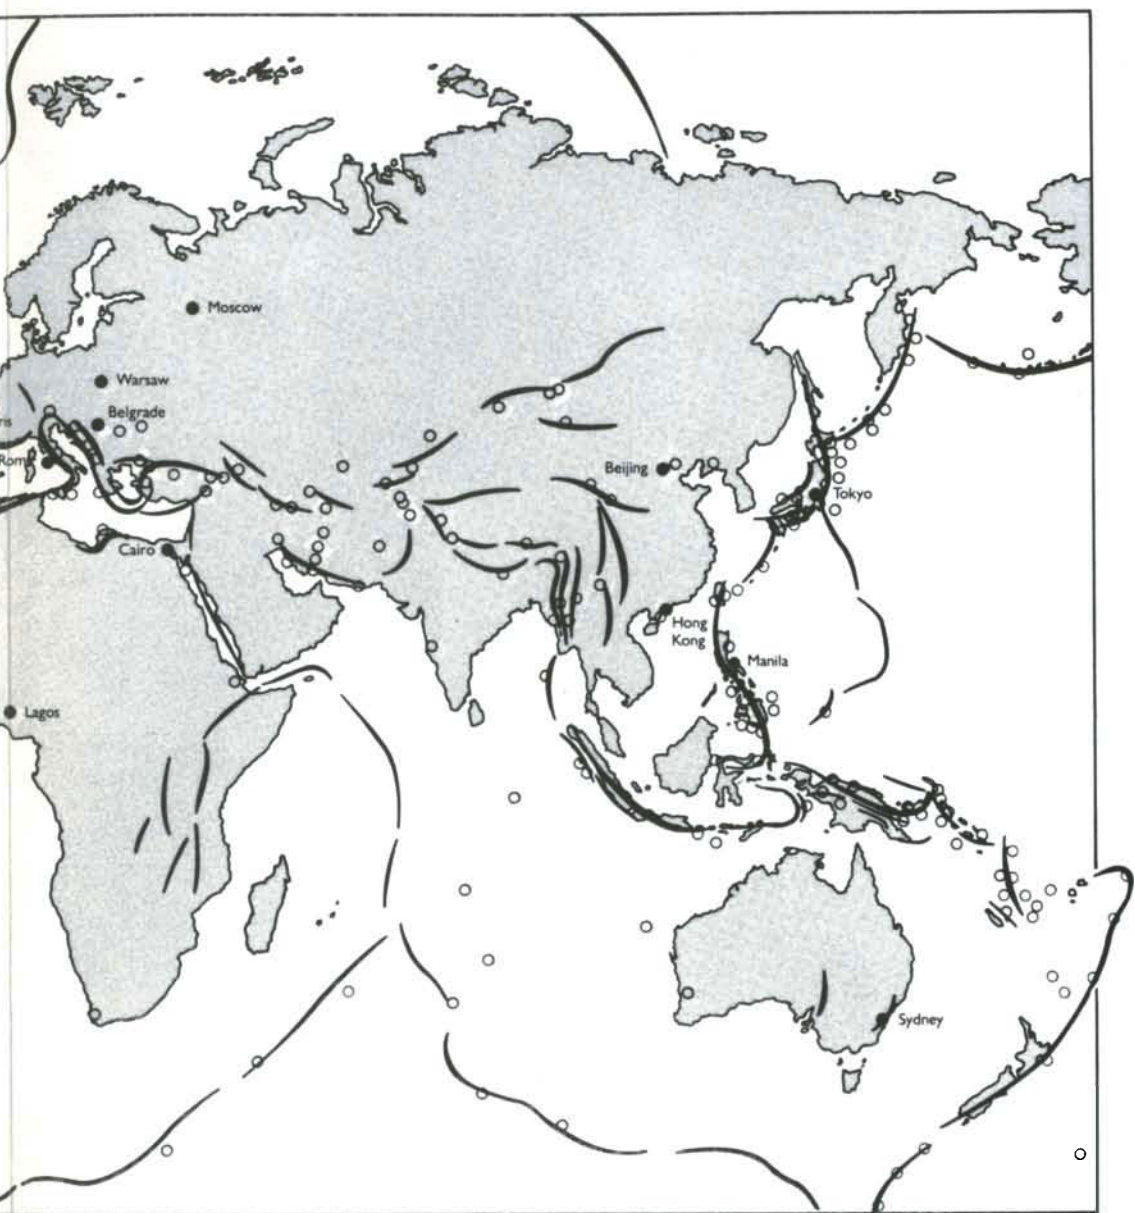 Moscow
Warsaw
Belgrade
Rom
Beijing
Tokyo
Cairo
Hong
Kong
Manila
Lagos
Sydney